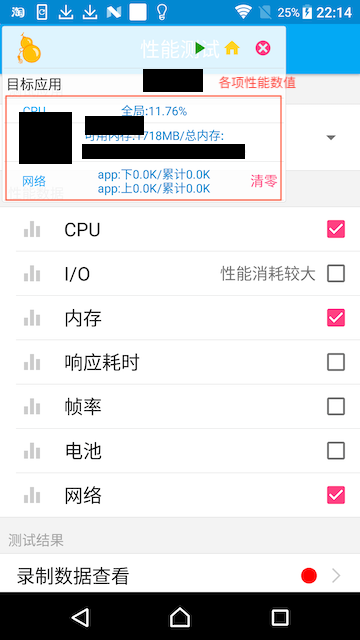 25% 22:14
性能测试
目标应用
各项性能数值
CPU 全局:11.76%
可用内存:1718MB/总内存:
网络 app:下0.0K/累计0.0K
app:上0.0K/累计0.0K
清零
CPU
I/O 性能消耗较大
内存
响应耗时
帧率
电池
网络
测试结果
录制数据查看